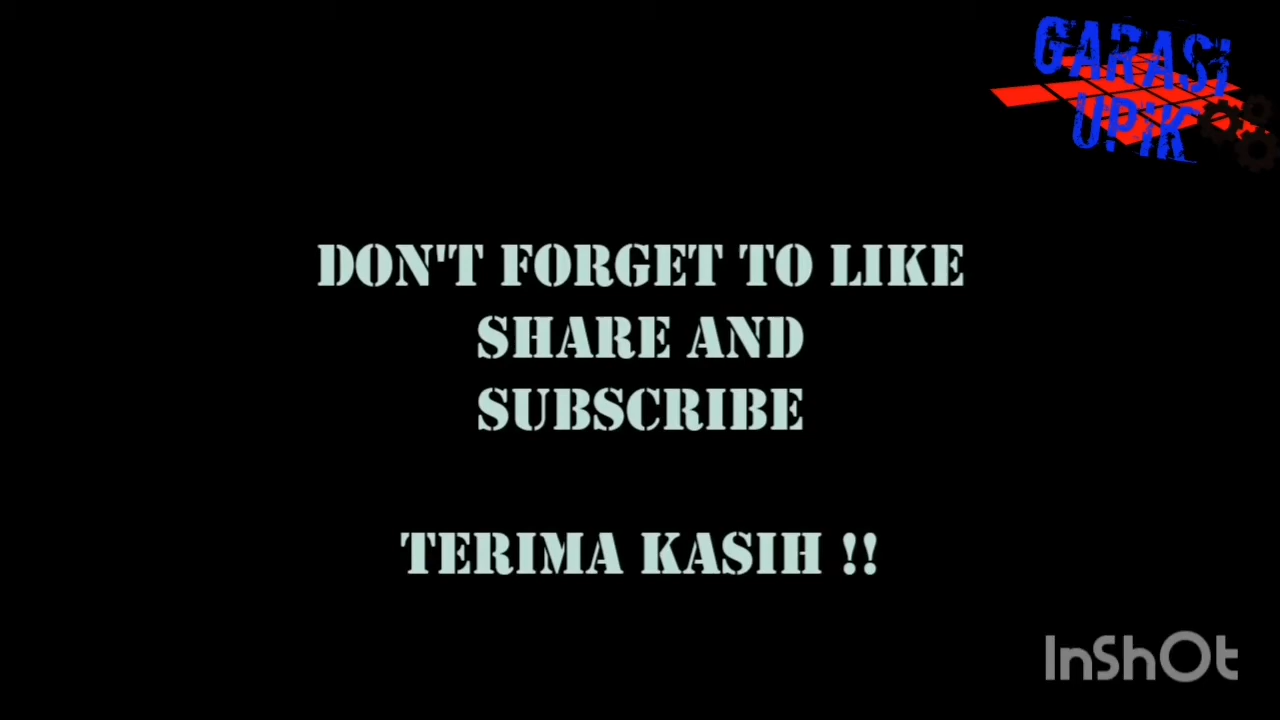 GARASI
UPIK
DON'T FORGET TO LIKE
SHARE AND
SUBSCRIBE
TERIMA KASIH !!
InShOt